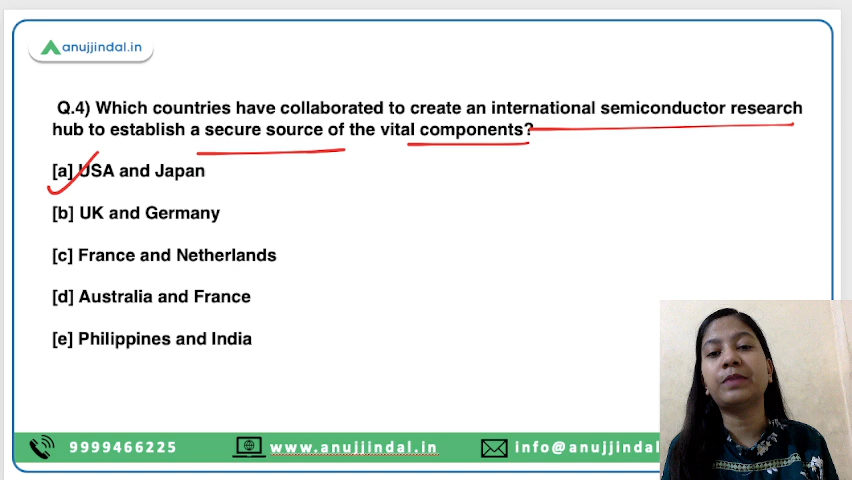 anujjindal.in
Q.4) Which countries have collaborated to create an international semiconductor research
hub to establish a secure source of the vital components?
[a] USA and Japan
[b] UK and Germany
[c] France and Netherlands
[d] Australia and France
[e] Philippines and India
9999466225 www.anujjindal.in info@anujjindal